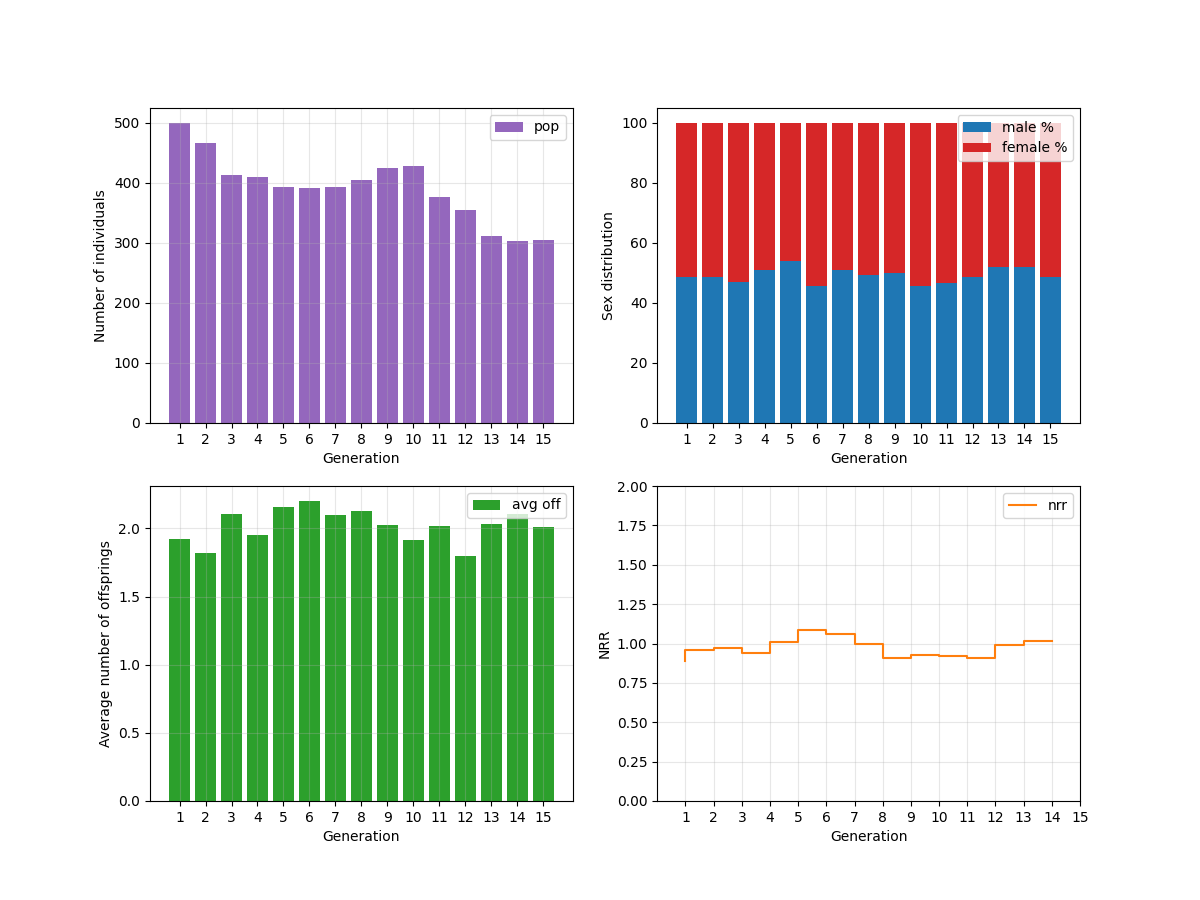 500
400
300
200
100
0
Number of individuals
pop
1 2 3 4 5 6 7 8 9 10 11 12 13 14 15
Generation
100
80
60
40
20
0
Sex distribution
male %
female %
1 2 3 4 5 6 7 8 9 10 11 12 13 14 15
Generation
2.0
1.5
1.0
0.5
0.0
Average number of offsprings
avg off
1 2 3 4 5 6 7 8 9 10 11 12 13 14 15
Generation
2.00
1.75
1.50
1.25
1.00
0.75
0.50
0.25
0.00
NRR
nrr
1 2 3 4 5 6 7 8 9 10 11 12 13 14 15
Generation